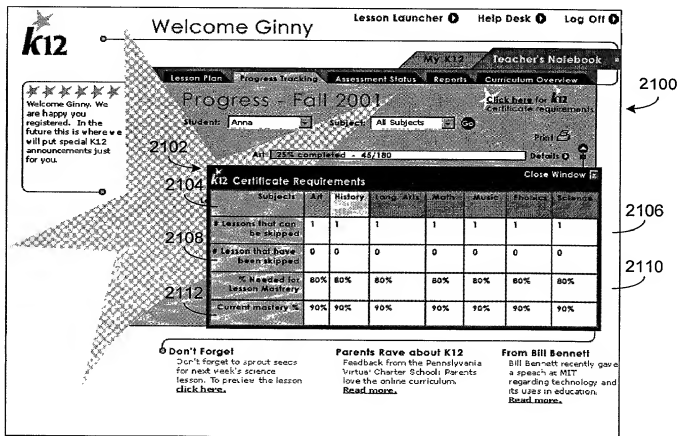 Welcome Ginny
Lesson Launcher Help Desk Log Off
k12
My K12 Teacher's Notebook
Lesson Plan Progress Tracking Assessment Status Reports Curriculum Overview
Progress - Fall 2001
Click here for k12
certificate requirements
2100
Welcome Ginny. We
are happy you
registered. In the
future this is where we
will put special K12
announcements just
for you.
Student: Anna Subject: All Subjects Go
Print
Art: 25% completed - 45/180 Details
2102
k12 Certificate Requirements Close Window
2104
Subjects Art History Lang. Arts Math Music Phonics Science
# Lessons that can
be skipped 1 1 1 1 1 1 1
2106
2108
# Lesson that have
been skipped 0 0 0 0 0 0 0
% Needed for
Lesson Mastery 80% 80% 80% 80% 80% 80% 80%
2110
2112
Current mastery % 90% 90% 90% 90% 90% 90% 90%
Don't Forget
Don't forget to sprout seeds
for next week's science
lesson. To preview the lesson
click here.
Parents Rave about K12
Feedback from the Pennsylvania
Virtual Charter School: Parents
love the online curriculum.
Read more.
From Bill Bennett
Bill Bennett recently gave
a speach at MIT
regarding technology and
its uses in education.
Read more.